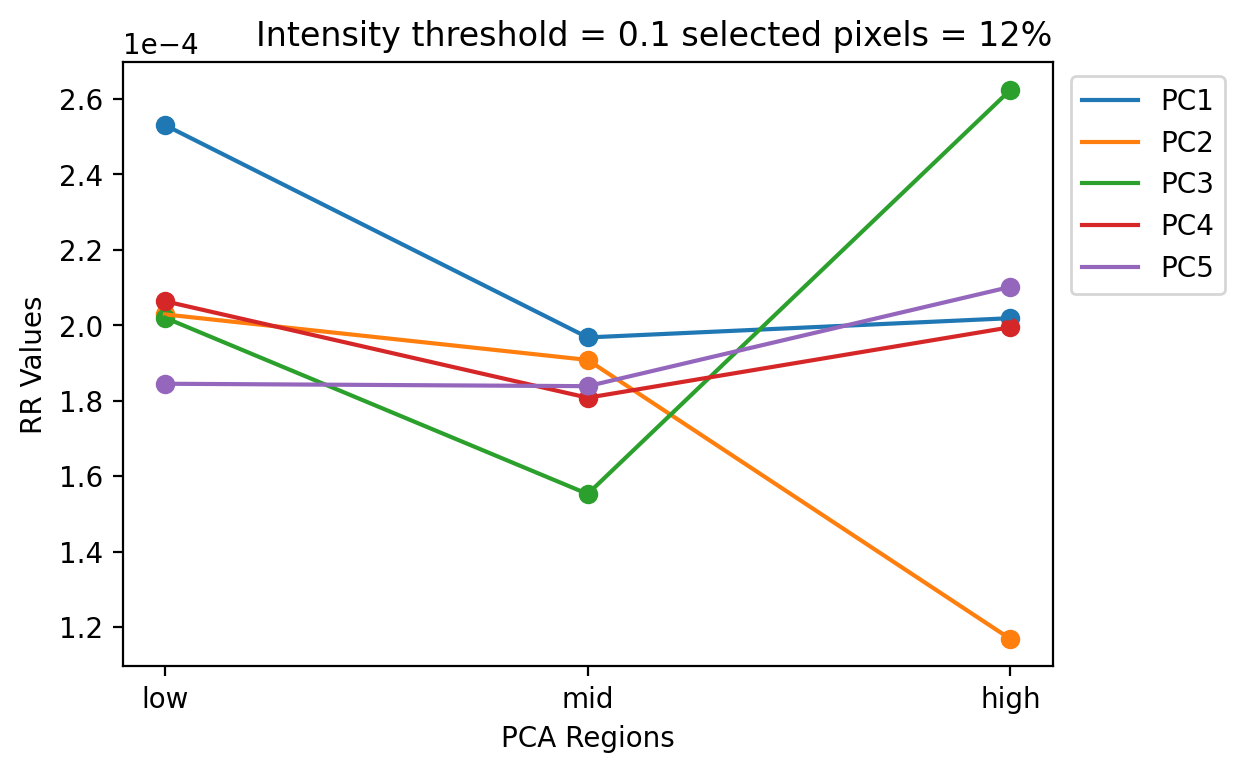 Intensity threshold = 0.1 selected pixels = 12%
1e−4
2.6
2.4
2.2
2.0
1.8
1.6
1.4
1.2
RR Values
low
mid
high
PCA Regions
PC1
PC2
PC3
PC4
PC5